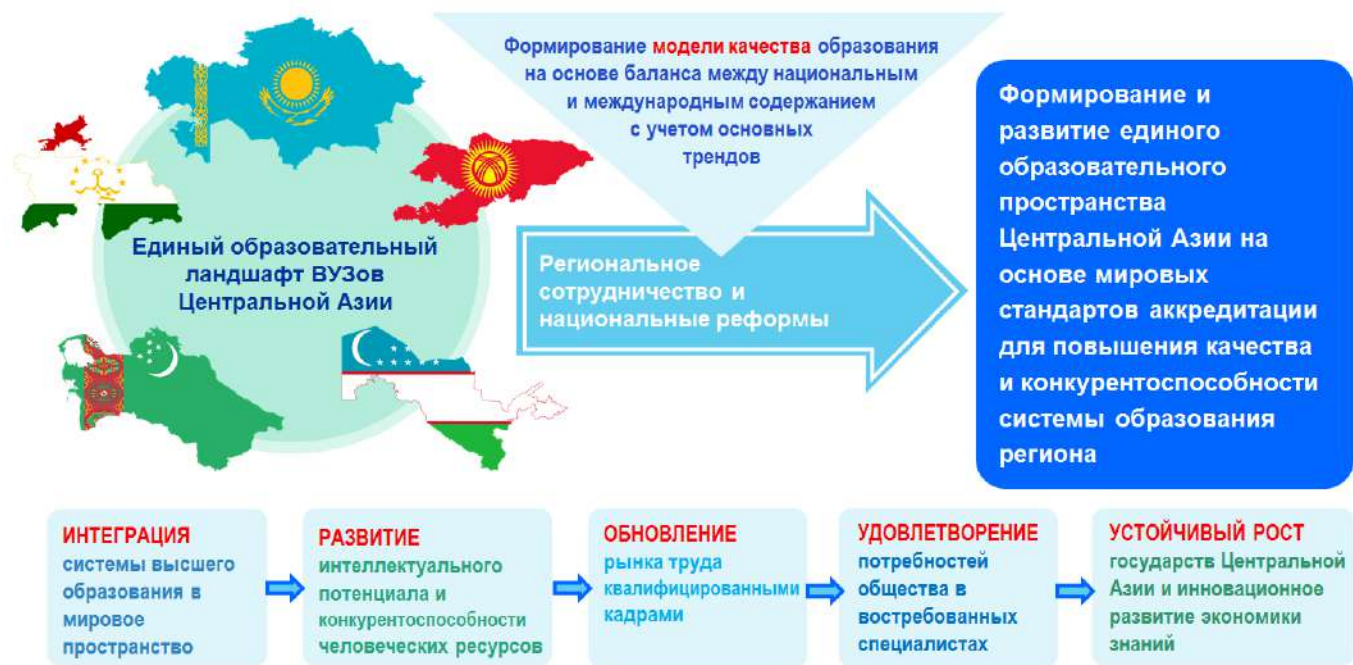 Формирование модели качества образования
на основе баланса между национальным
и международным содержанием
с учетом основных
трендов
Единый образовательный
ландшафт ВУЗов
Центральной Азии
Региональное
сотрудничество и
национальные реформы
Формирование и
развитие единого
образовательного
пространства
Центральной Азии на
основе мировых
стандартов аккредитации
для повышения качества
и конкурентоспособности
системы образования
региона
ИНТЕГРАЦИЯ
системы высшего
образования в
мировое
пространство
РАЗВИТИЕ
интеллектуального
потенциала и
конкурентоспособности
человеческих ресурсов
ОБНОВЛЕНИЕ
рынка труда
квалифицированными
кадрами
УДОВЛЕТВОРЕНИЕ
потребностей
общества в
востребованных
специалистах
УСТОЙЧИВЫЙ РОСТ
государств Центральной
Азии и инновационное
развитие экономики
знаний